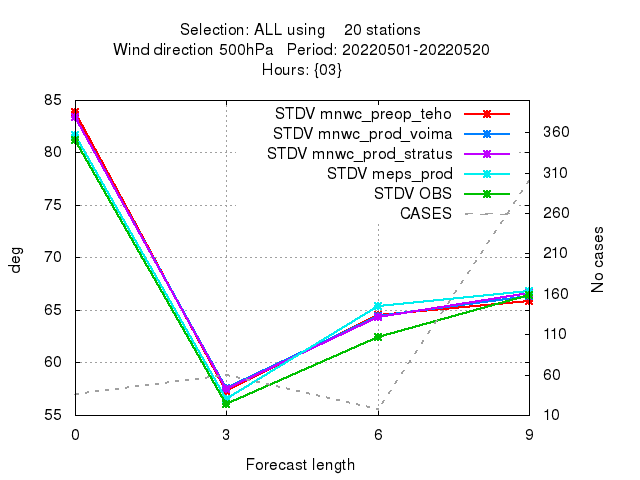 Selection: ALL using 20 stations
Wind direction 500hPa Period: 20220501-20220520
Hours: {03}
STDV mnwc_preop_teho
STDV mnwc_prod_voima
STDV mnwc_prod_stratus
STDV meps_prod
STDV OBS
CASES
85
80
75
70
65
60
55
deg
360
310
260
210
160
110
60
10
No cases
0 3 6 9
Forecast length